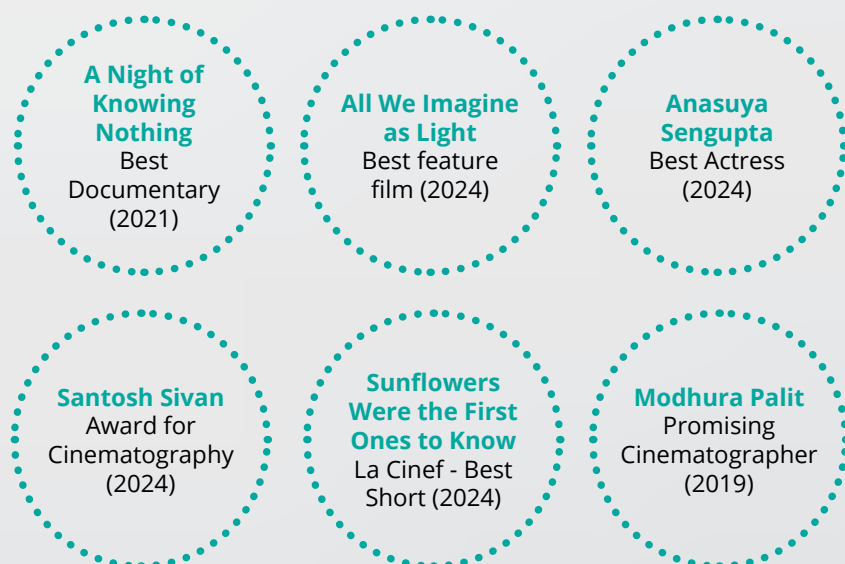 A Night of
Knowing
Nothing
Best
Documentary
(2021)
All We Imagine
as Light
Best feature
film (2024)
Anasuya
Sengupta
Best Actress
(2024)
Santosh Sivan
Award for
Cinematography
(2024)
Sunflowers
Were the First
Ones to Know
La Cinef - Best
Short (2024)
Modhura Palit
Promising
Cinematographer
(2019)